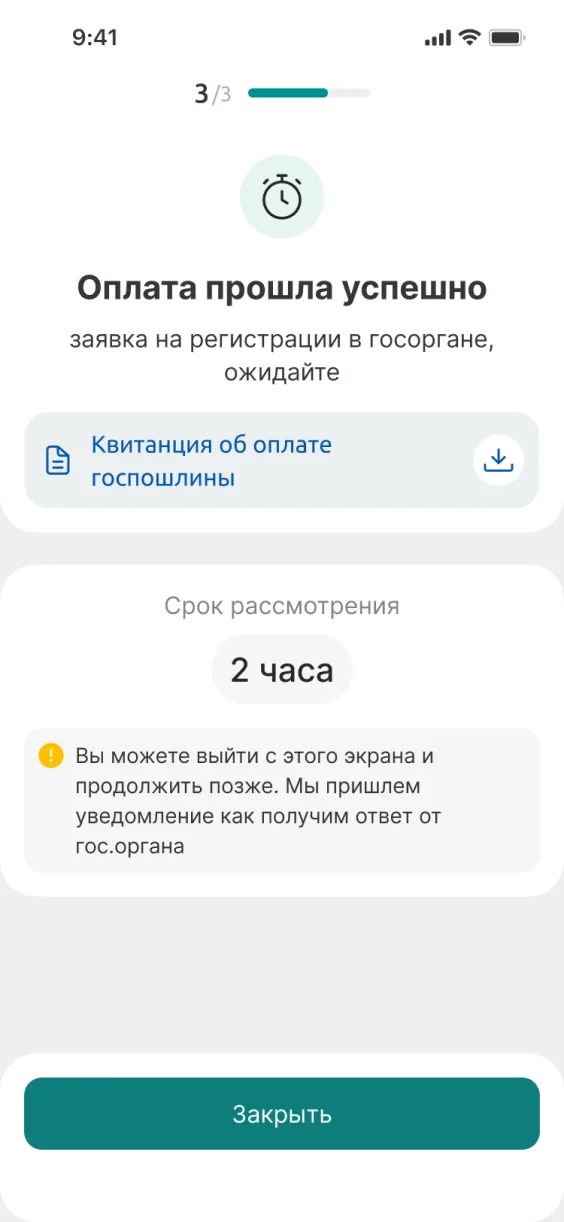 9:41
3/3
Оплата прошла успешно
заявка на регистрации в госоргане,
ожидайте
Квитанция об оплате
госпошлины
Срок рассмотрения
2 часа
Вы можете выйти с этого экрана и
продолжить позже. Мы пришлем
уведомление как получим ответ от
гос.органа
Закрыть